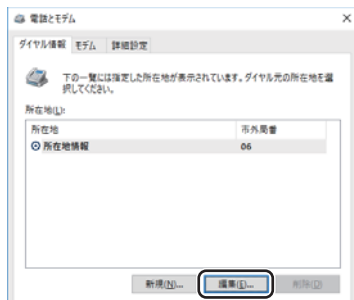 電話とモデム
ダイヤル情報 モデム 詳細設定
下の一覧には指定した所在地が表示されています。ダイヤル元の所在地を選
択してください。
所在地(L):
所在地 市外局番
所在地情報 06
新規(N)... 編集(E)... 削除(D)